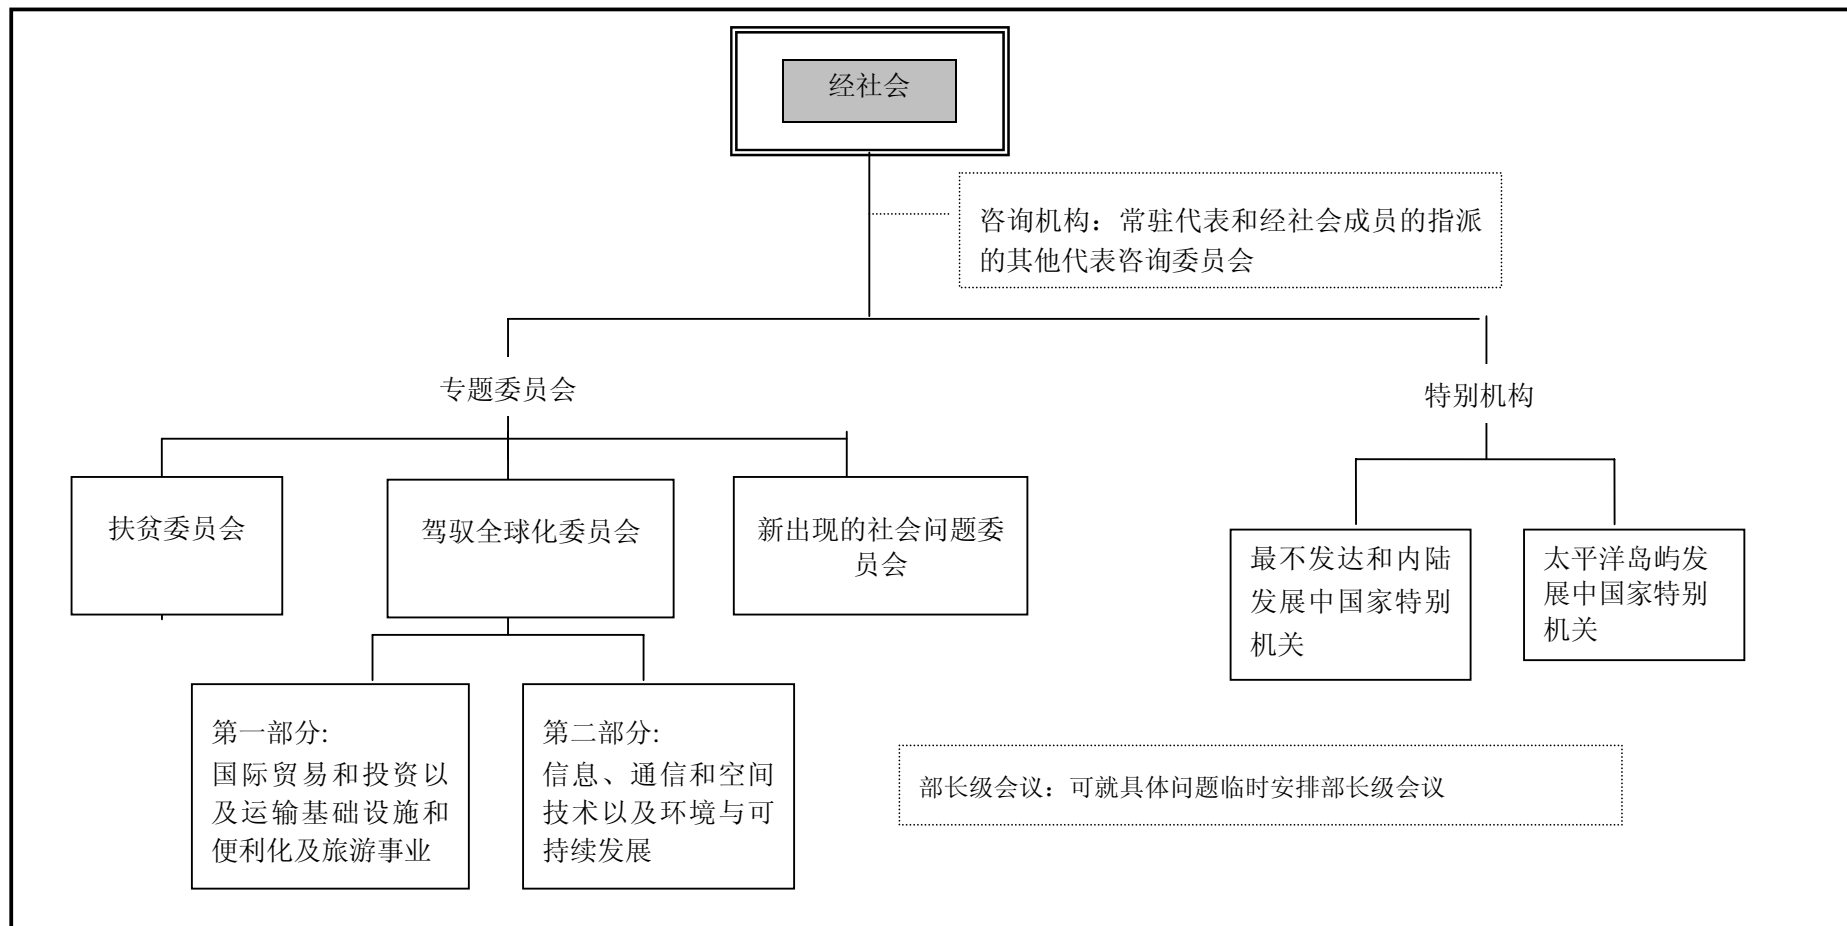 经社会
咨询机构：常驻代表和经社会成员的指派
的其他代表咨询委员会
专题委员会
特别机构
扶贫委员会
驾驭全球化委员会
新出现的社会问题委
员会
最不发达和内陆
发展中国家特别
机关
太平洋岛屿发
展中国家特别
机关
第一部分:
国际贸易和投资以
及运输基础设施和
便利化及旅游事业
第二部分:
信息、通信和空间
技术以及环境与可
持续发展
部长级会议：可就具体问题临时安排部长级会议